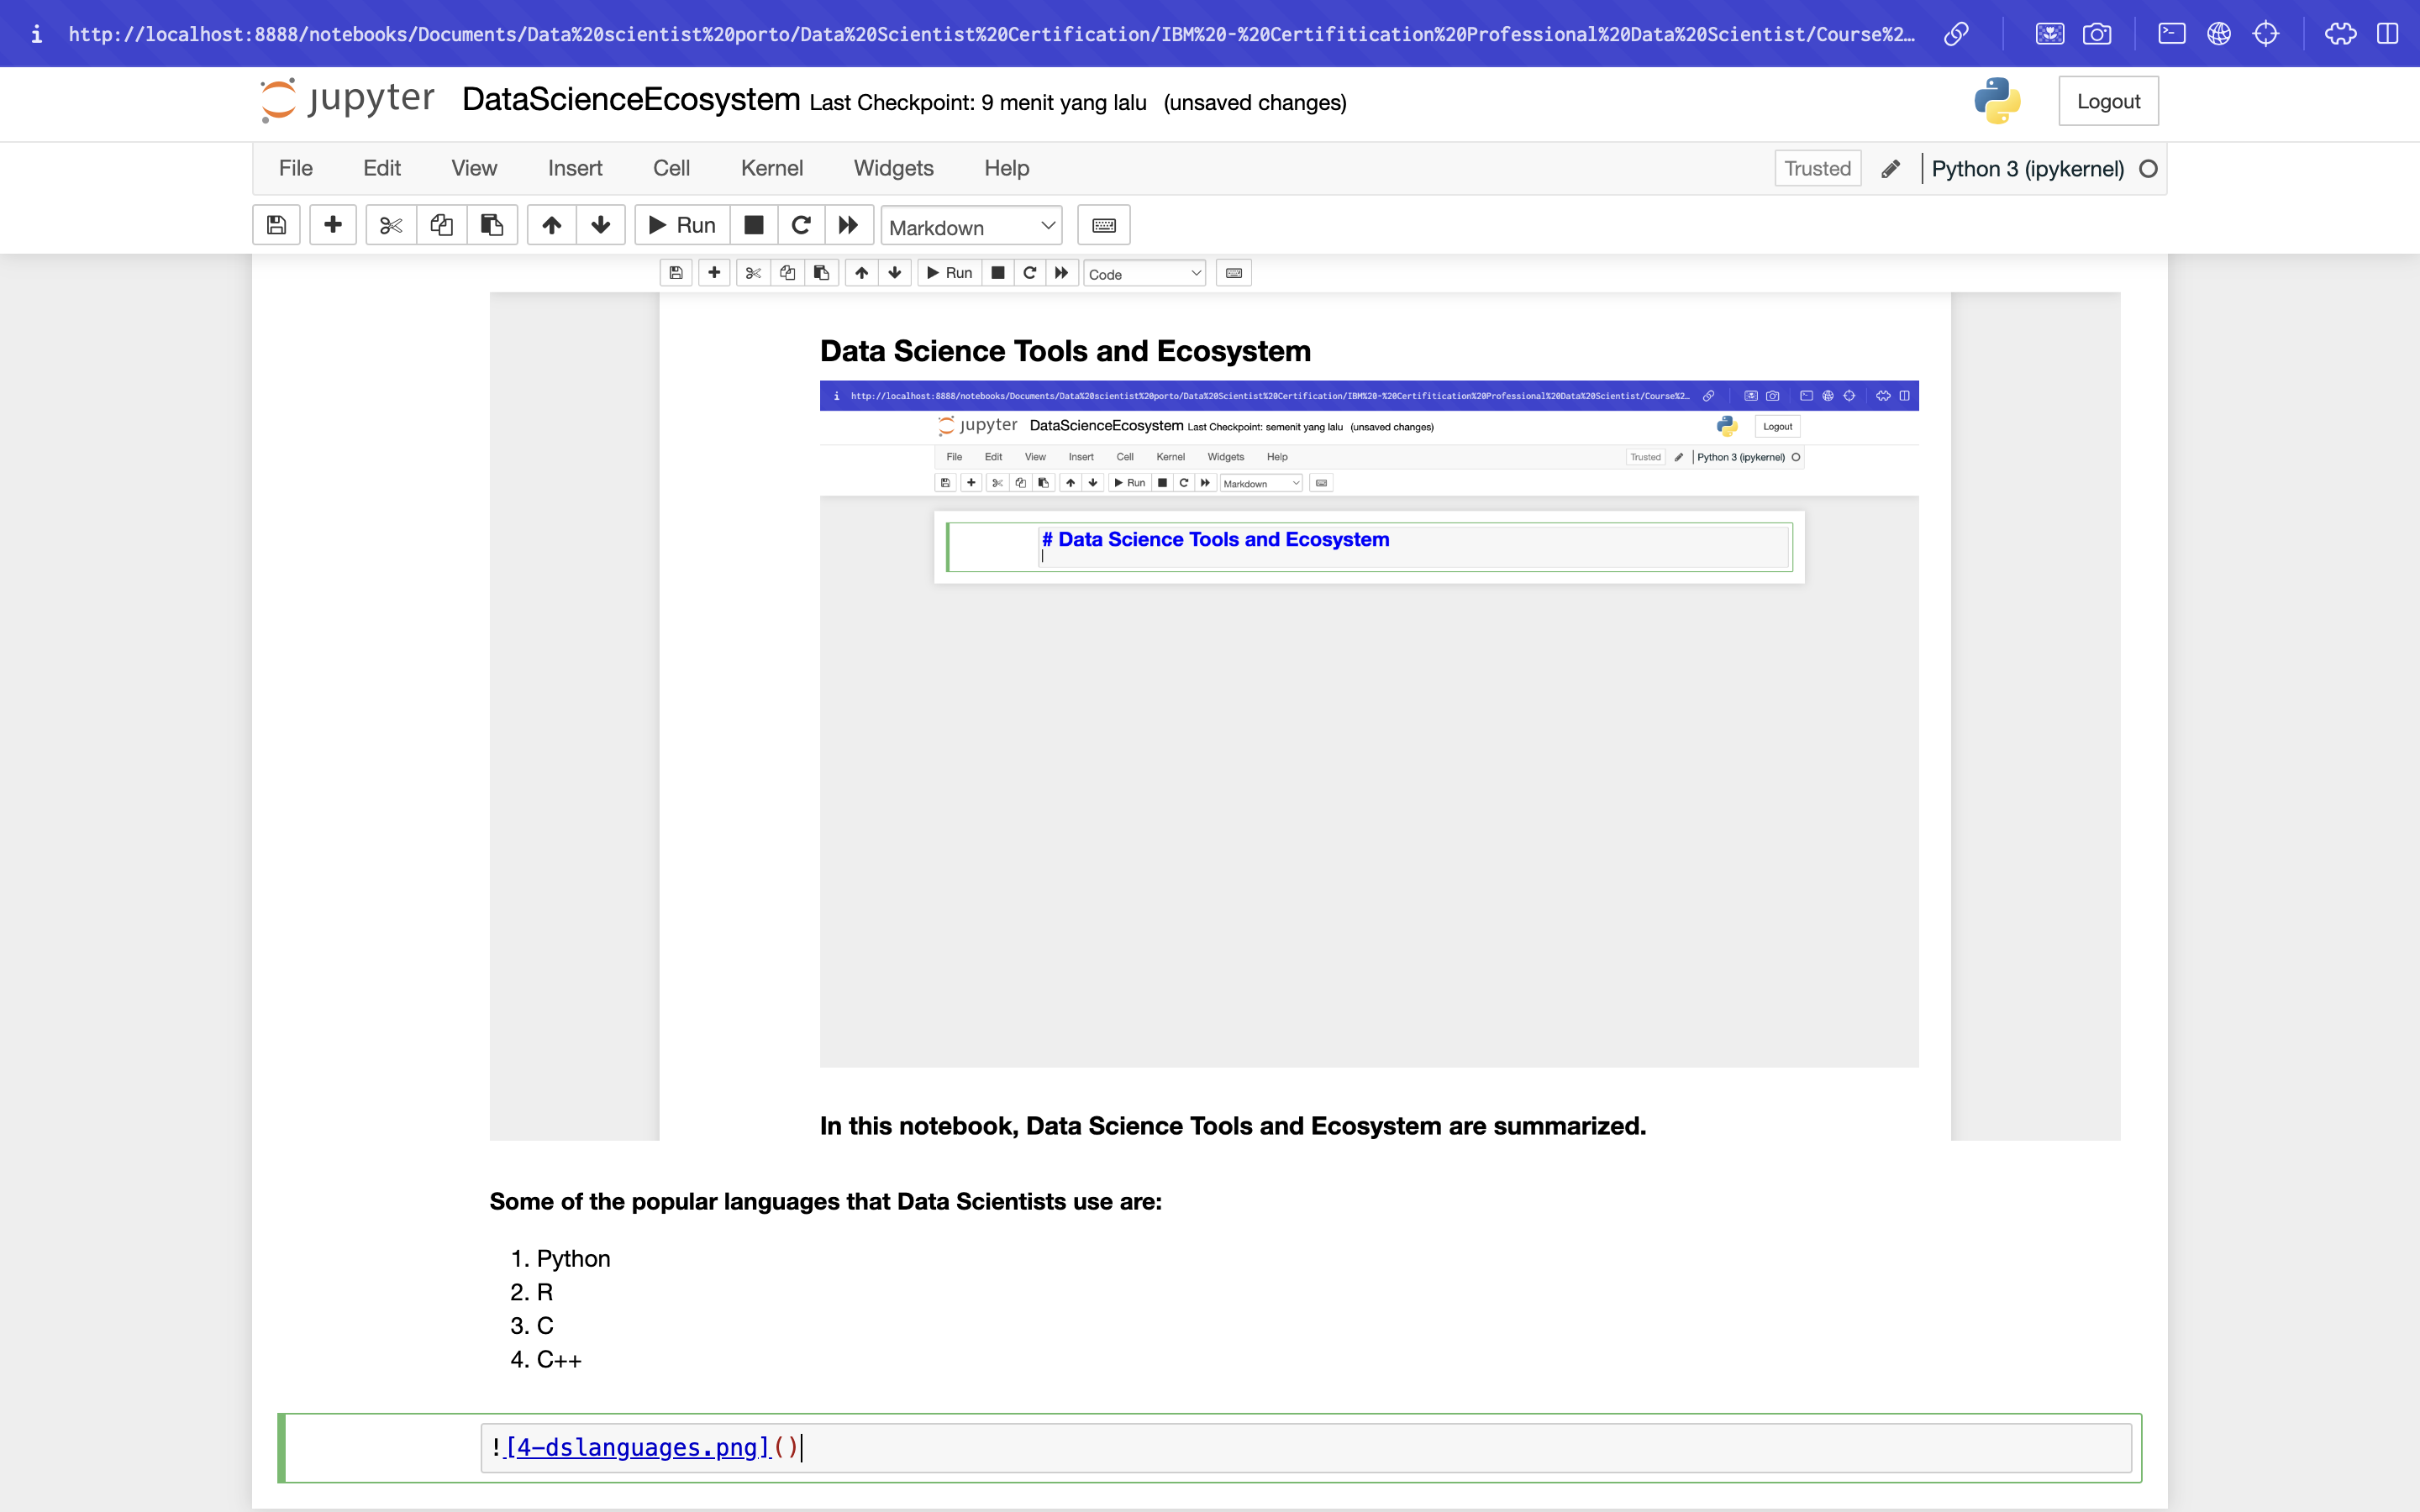 i http://localhost:8888/notebooks/Documents/Data%20scientist%20porto/Data%20Scientist%20Certification/IBM%20-%20Certifitication%20Professional%20Data%20Scientist/Course%2…
jupyter DataScienceEcosystem Last Checkpoint: 9 menit yang lalu (unsaved changes) Logout
File Edit View Insert Cell Kernel Widgets Help Trusted Python 3 (ipykernel)
Run Markdown
Run Code
Data Science Tools and Ecosystem
i http://localhost:8888/notebooks/Documents/Data%20scientist%20porto/Data%20Scientist%20Certification/IBM%20-%20Certifitication%20Professional%20Data%20Scientist/Course%2…
jupyter DataScienceEcosystem Last Checkpoint: semenit yang lalu (unsaved changes) Logout
File Edit View Insert Cell Kernel Widgets Help Trusted Python 3 (ipykernel)
Run Markdown
# Data Science Tools and Ecosystem
In this notebook, Data Science Tools and Ecosystem are summarized.
Some of the popular languages that Data Scientists use are:
1. Python
2. R
3. C
4. C++
![4-dslanguages.png]()